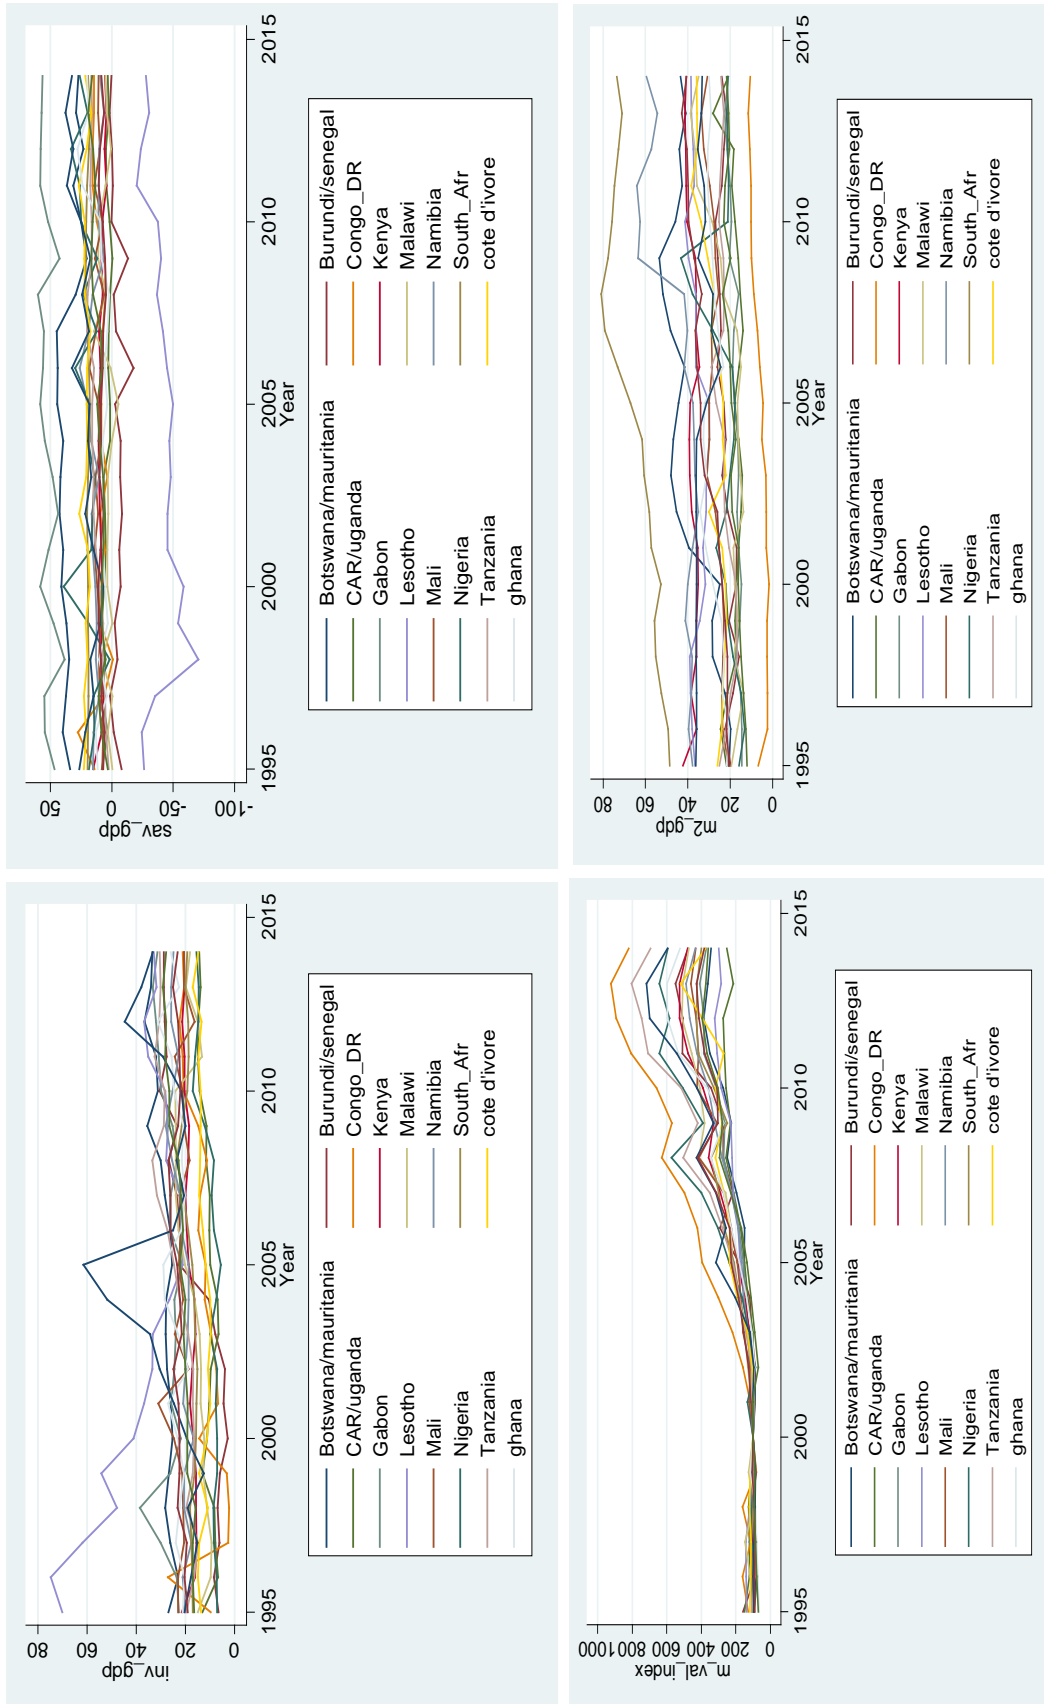 inv_gdp
80
60
40
20
0
1995 2000 2005 2010 2015
Year
Botswana/mauritania Burundi/senegal
CAR/uganda Congo_DR
Gabon Kenya
Lesotho Malawi
Mali Namibia
Nigeria South_Afr
Tanzania cote d'ivore
ghana
sav_gdp
50
0
-50
-100
1995 2000 2005 2010 2015
Year
Botswana/mauritania Burundi/senegal
CAR/uganda Congo_DR
Gabon Kenya
Lesotho Malawi
Mali Namibia
Nigeria South_Afr
Tanzania cote d'ivore
ghana
m_val_index
1000
800
600
400
200
0
1995 2000 2005 2010 2015
Year
Botswana/mauritania Burundi/senegal
CAR/uganda Congo_DR
Gabon Kenya
Lesotho Malawi
Mali Namibia
Nigeria South_Afr
Tanzania cote d'ivore
ghana
m2_gdp
80
60
40
20
0
1995 2000 2005 2010 2015
Year
Botswana/mauritania Burundi/senegal
CAR/uganda Congo_DR
Gabon Kenya
Lesotho Malawi
Mali Namibia
Nigeria South_Afr
Tanzania cote d'ivore
ghana